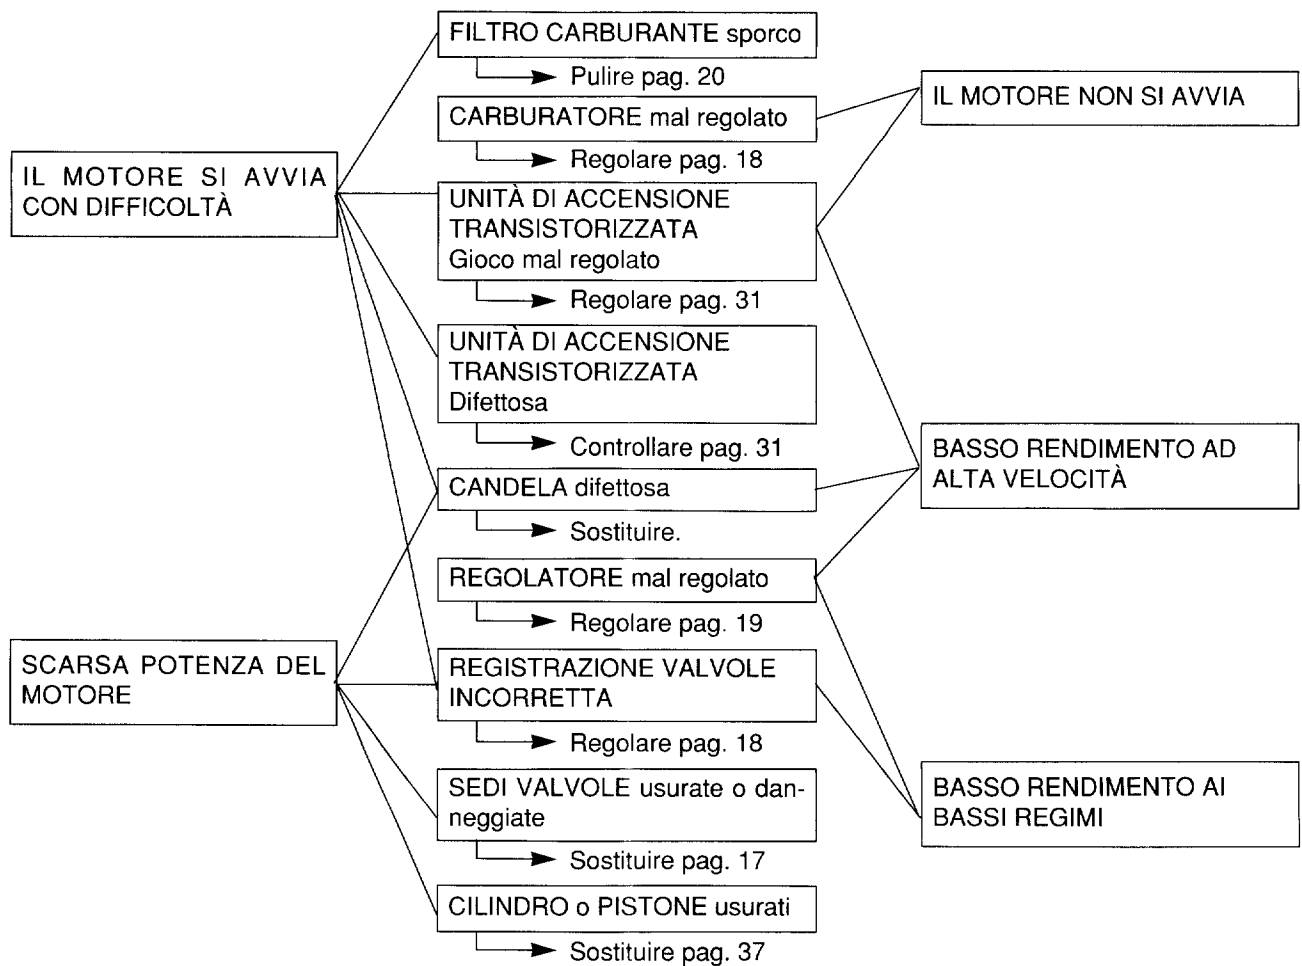 IL MOTORE SI AVVIA
CON DIFFICOLTÀ
SCARSA POTENZA DEL
MOTORE
FILTRO CARBURANTE sporco
Pulire pag. 20
CARBURATORE mal regolato
Regolare pag. 18
UNITÀ DI ACCENSIONE
TRANSISTORIZZATA
Gioco mal regolato
Regolare pag. 31
UNITÀ DI ACCENSIONE
TRANSISTORIZZATA
Difettosa
Controllare pag. 31
CANDELA difettosa
Sostituire.
REGOLATORE mal regolato
Regolare pag. 19
REGISTRAZIONE VALVOLE
INCORRETTA
Regolare pag. 18
SEDI VALVOLE usurate o dan-
neggiate
Sostituire pag. 17
CILINDRO o PISTONE usurati
Sostituire pag. 37
IL MOTORE NON SI AVVIA
BASSO RENDIMENTO AD
ALTA VELOCITÀ
BASSO RENDIMENTO AI
BASSI REGIMI